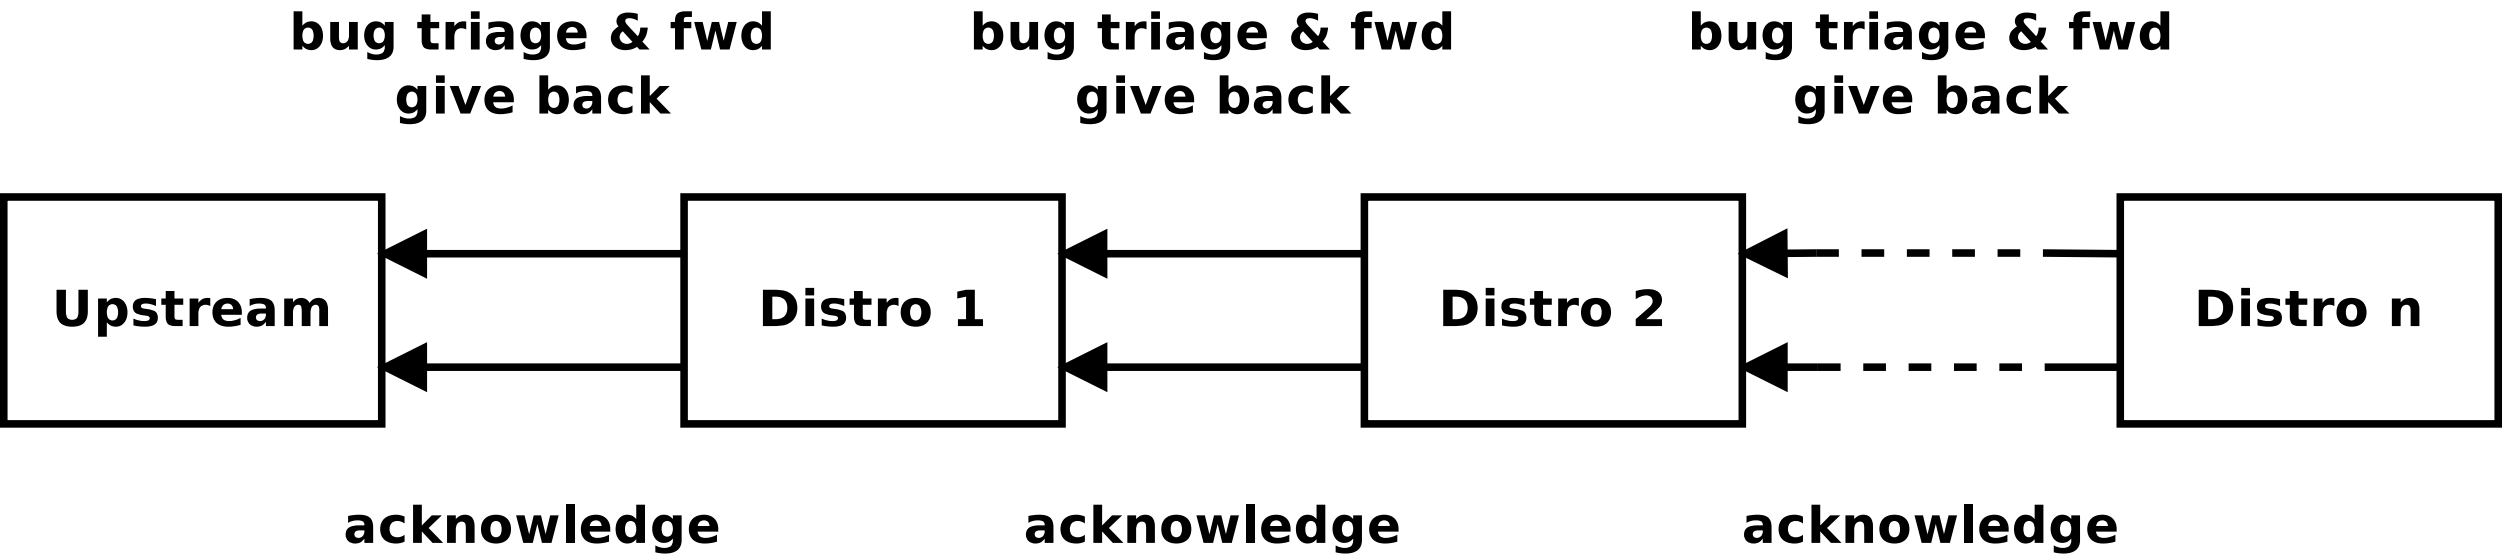 bug triage & fwd
give back
bug triage & fwd
give back
bug triage & fwd
give back
Upstream
Distro 1
Distro 2
Distro n
acknowledge
acknowledge
acknowledge